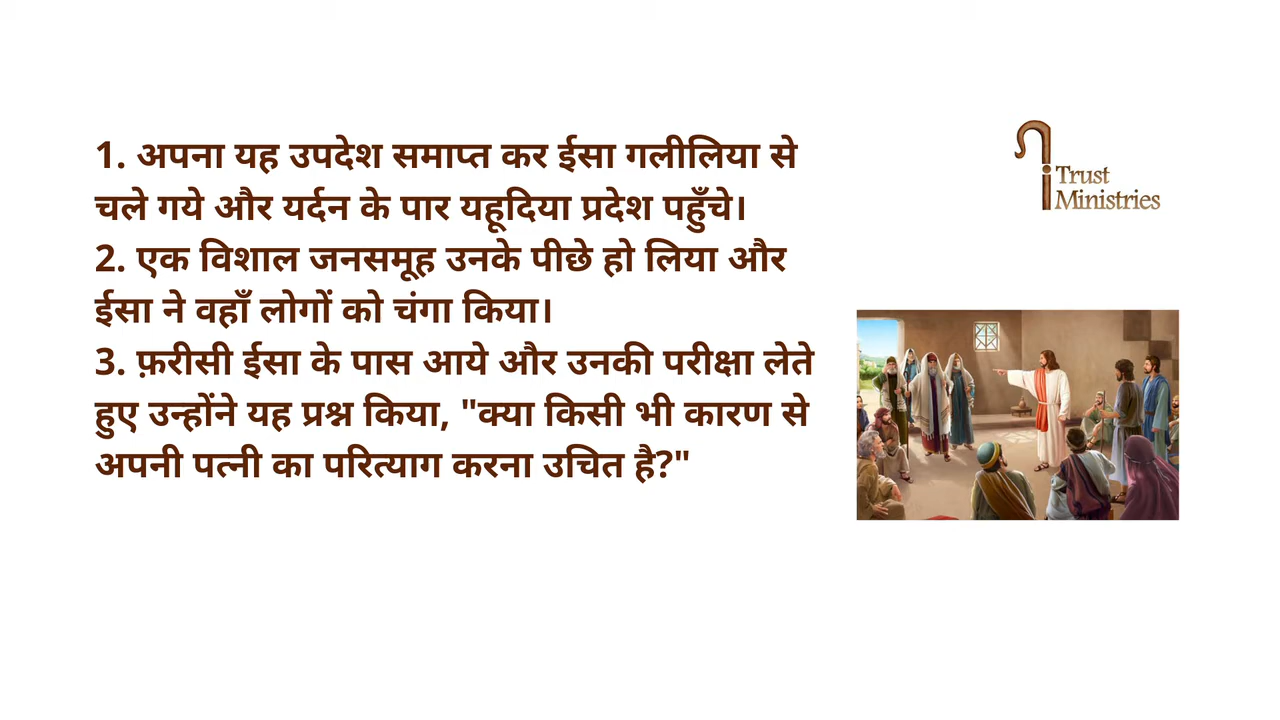 1. अपना यह उपदेश समाप्त कर ईसा गलीलिया से
चले गये और यर्दन के पार यहूदिया प्रदेश पहुँचे।
2. एक विशाल जनसमूह उनके पीछे हो लिया और
ईसा ने वहाँ लोगों को चंगा किया।
3. फ़रीसी ईसा के पास आये और उनकी परीक्षा लेते
हुए उन्होंने यह प्रश्न किया, "क्या किसी भी कारण से
अपनी पत्नी का परित्याग करना उचित है?"
i Trust
Ministries